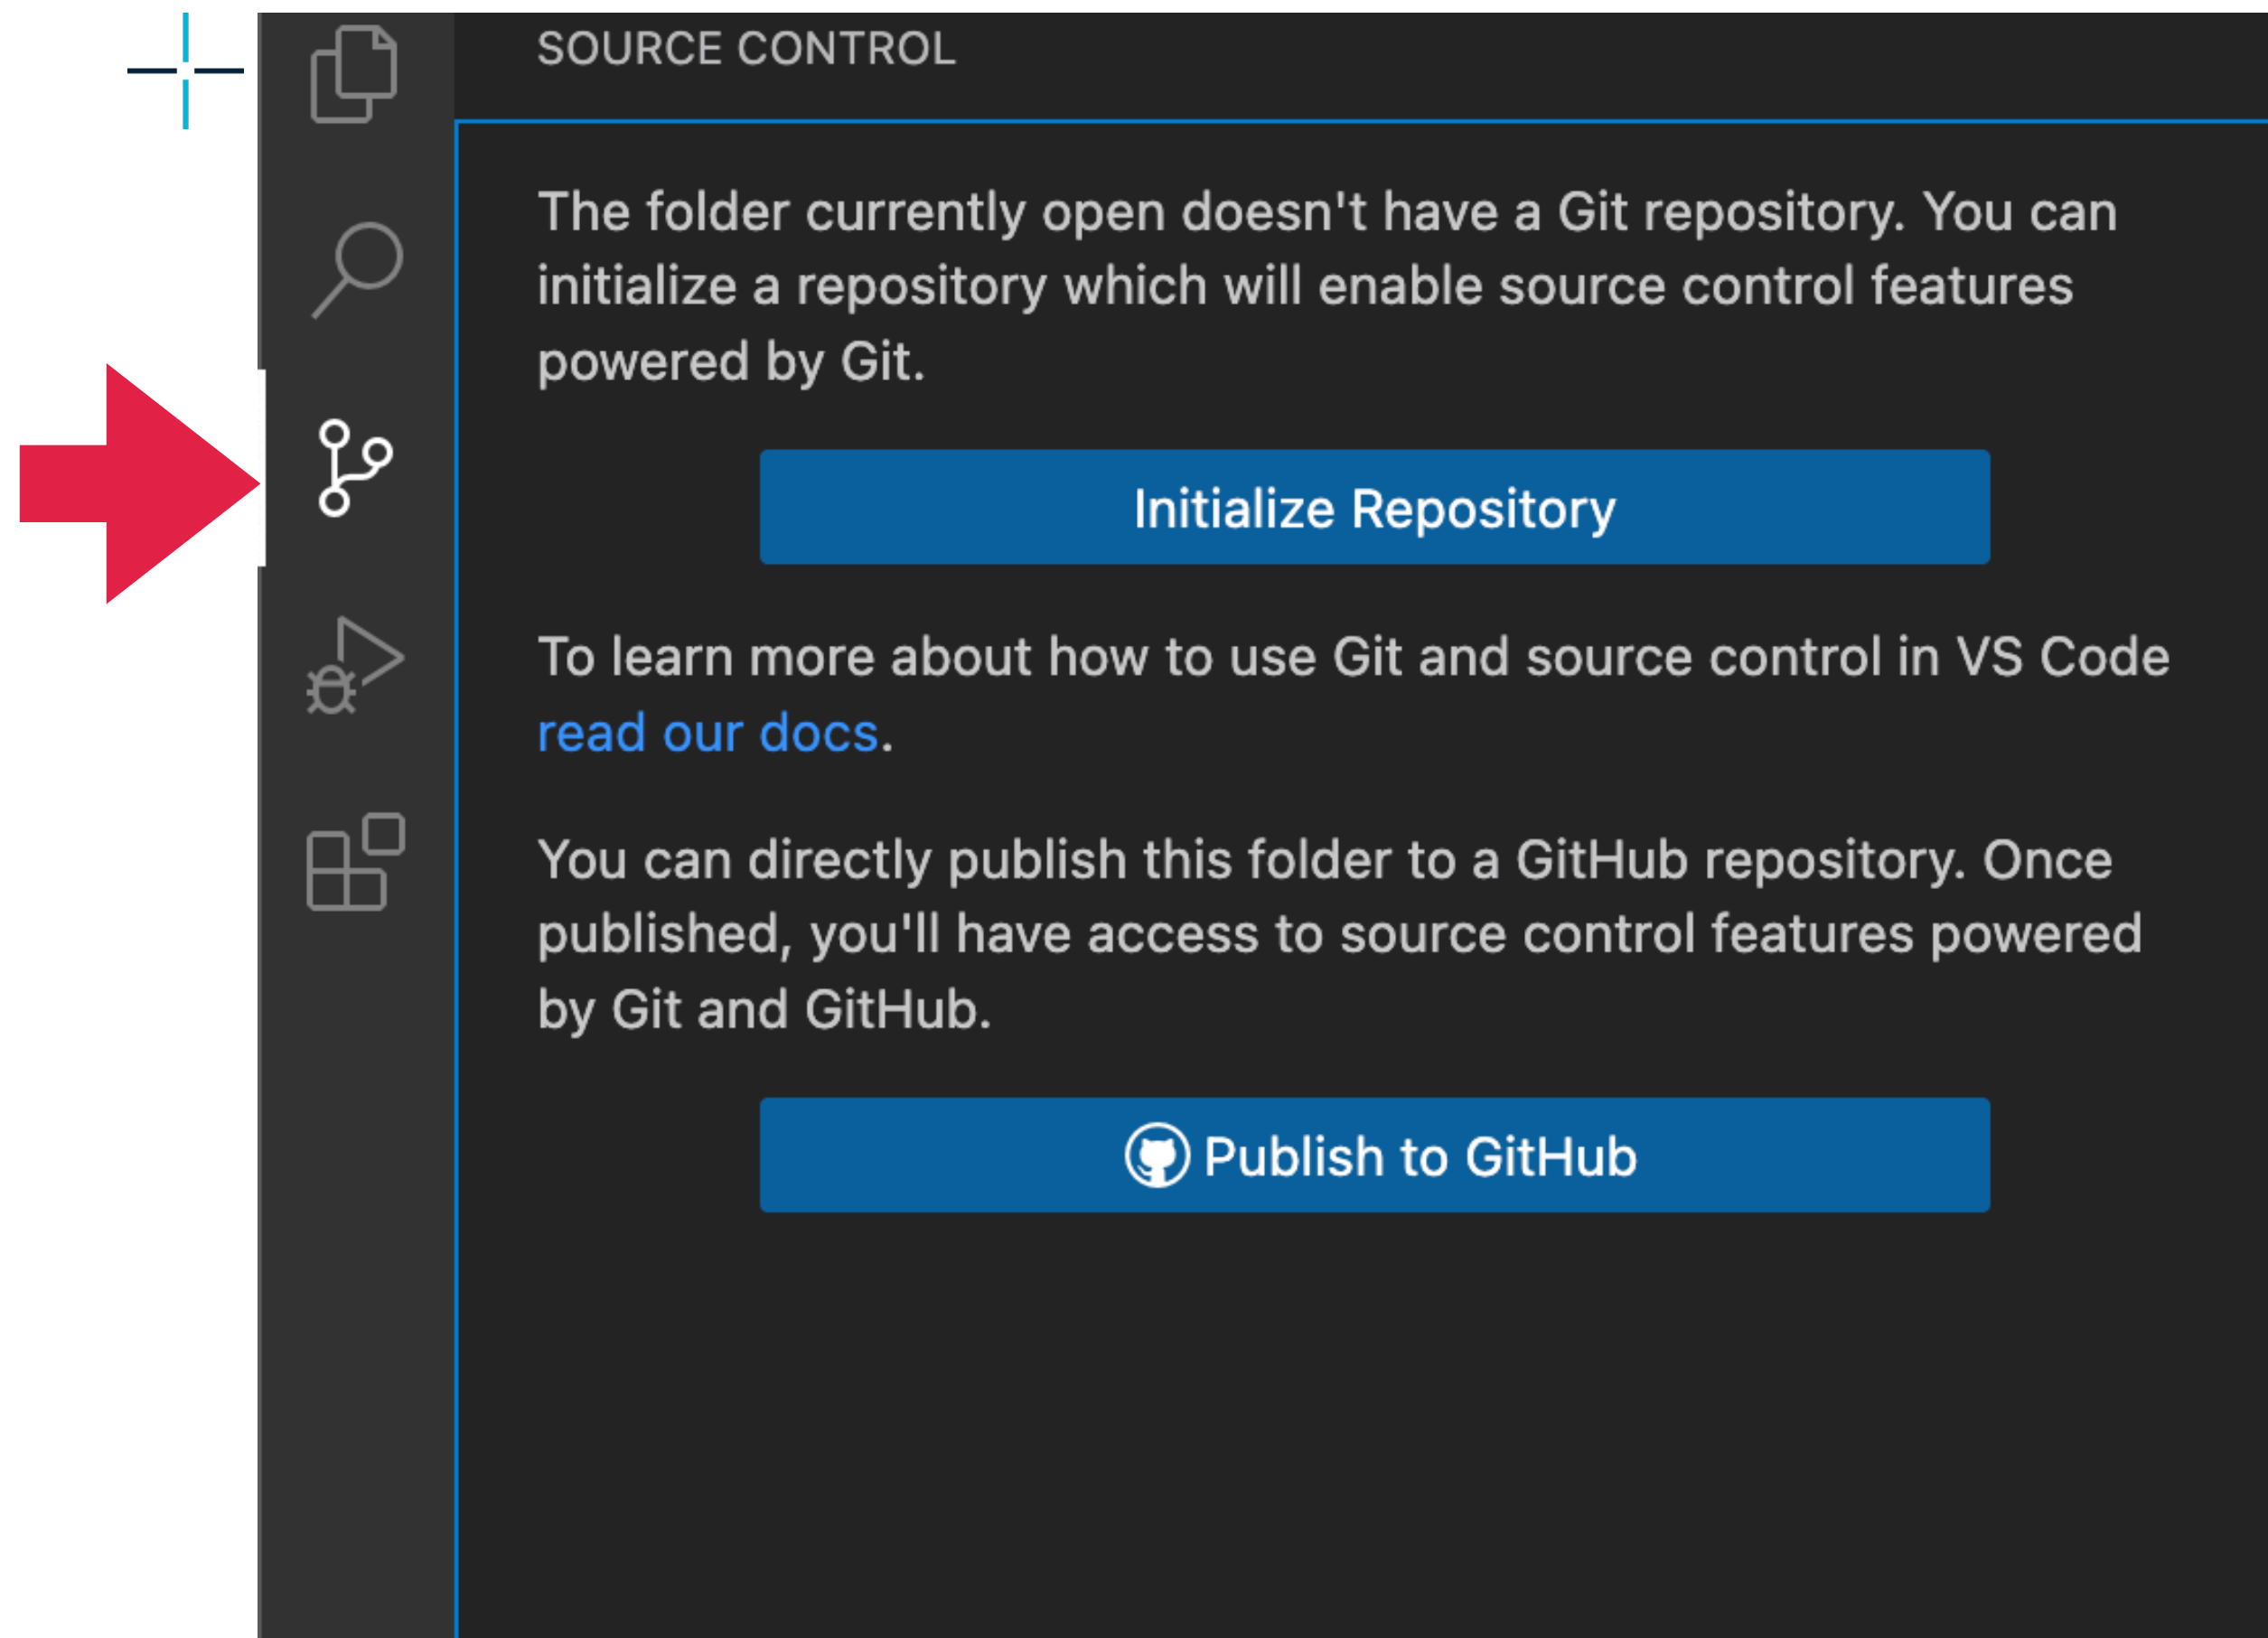 SOURCE CONTROL
The folder currently open doesn't have a Git repository. You can
initialize a repository which will enable source control features
powered by Git.
Initialize Repository
To learn more about how to use Git and source control in VS Code
read our docs.
You can directly publish this folder to a GitHub repository. Once
published, you'll have access to source control features powered
by Git and GitHub.
Publish to GitHub